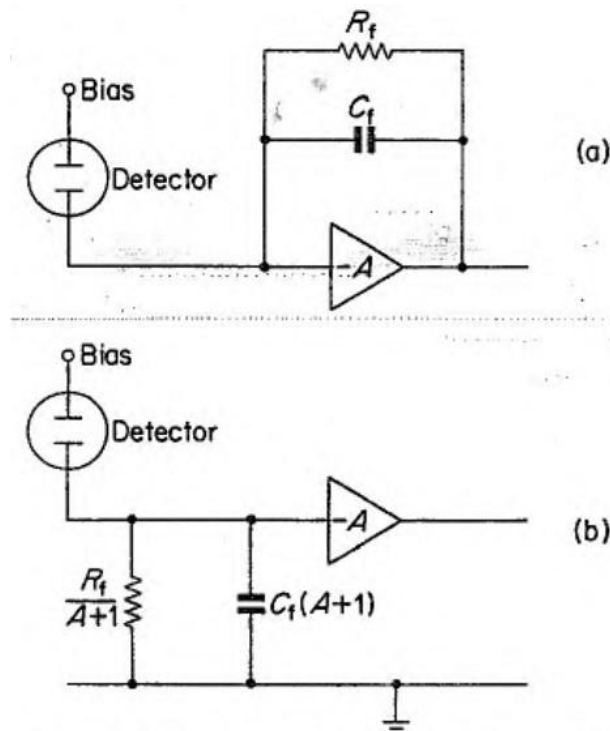 R_f
C_f
(a)
Bias
Detector
-A
Bias
Detector
-A
(b)
R_f/A+1
C_f(A+1)